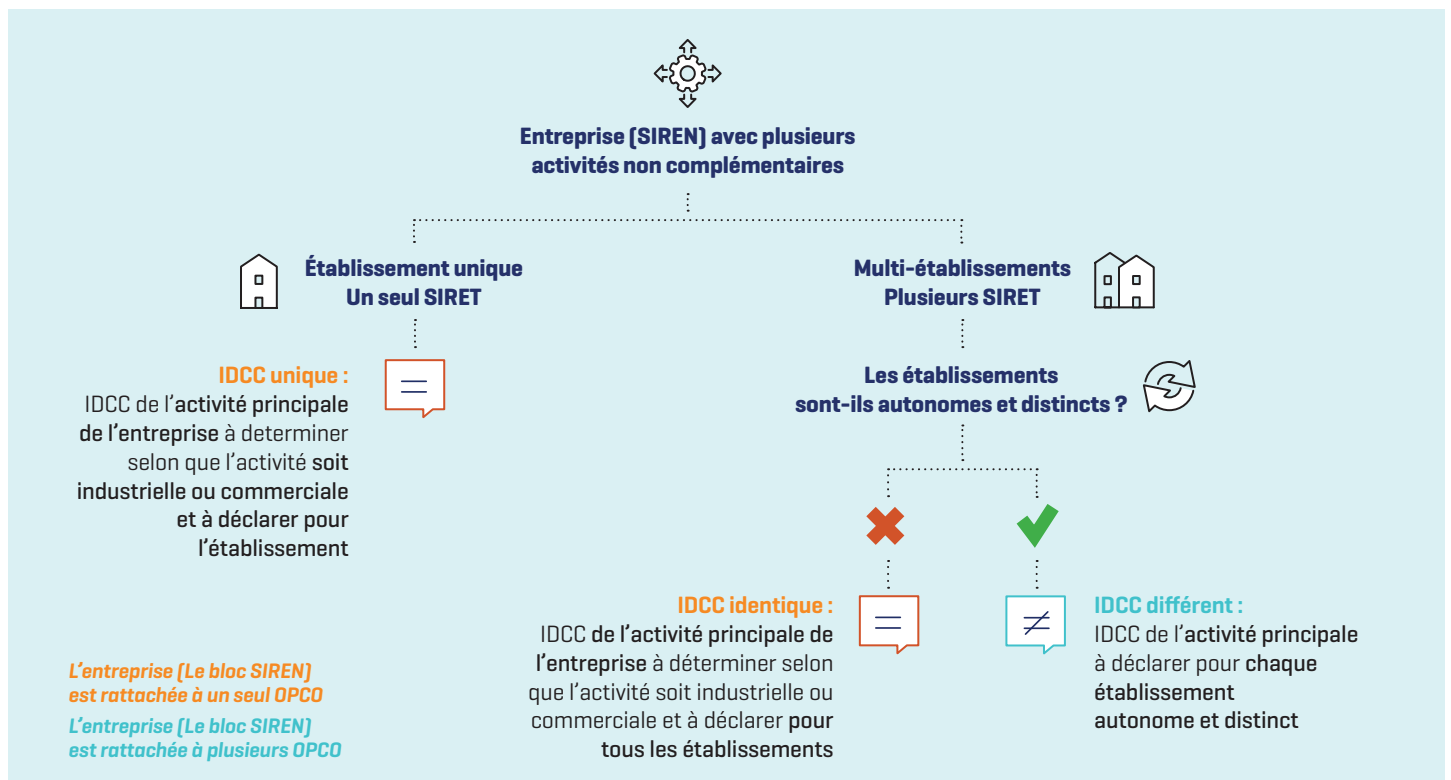 Entreprise (SIREN) avec plusieurs
activités non complémentaires
Établissement unique
Un seul SIRET
IDCC unique :
IDCC de l'activité principale
de l'entreprise à determiner
selon que l'activité soit
industrielle ou commerciale
et à déclarer pour
l'établissement
Multi-établissements
Plusieurs SIRET
Les établissements
sont-ils autonomes et distincts ?
IDCC identique :
IDCC de l'activité principale de
l'entreprise à déterminer selon
que l'activité soit industrielle ou
commerciale et à déclarer pour
tous les établissements
IDCC différent :
IDCC de l'activité principale
à déclarer pour chaque
établissement
autonome et distinct
L'entreprise (Le bloc SIREN)
est rattachée à un seul OPCO
L'entreprise (Le bloc SIREN)
est rattachée à plusieurs OPCO